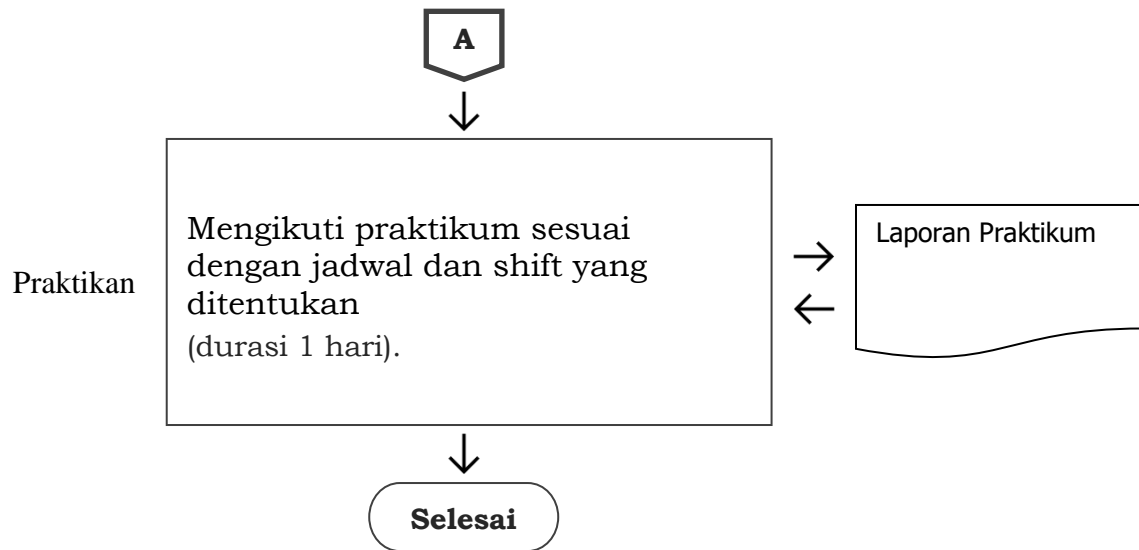 A
Praktikan
Mengikuti praktikum sesuai
dengan jadwal dan shift yang
ditentukan
(durasi 1 hari).
Laporan Praktikum
Selesai